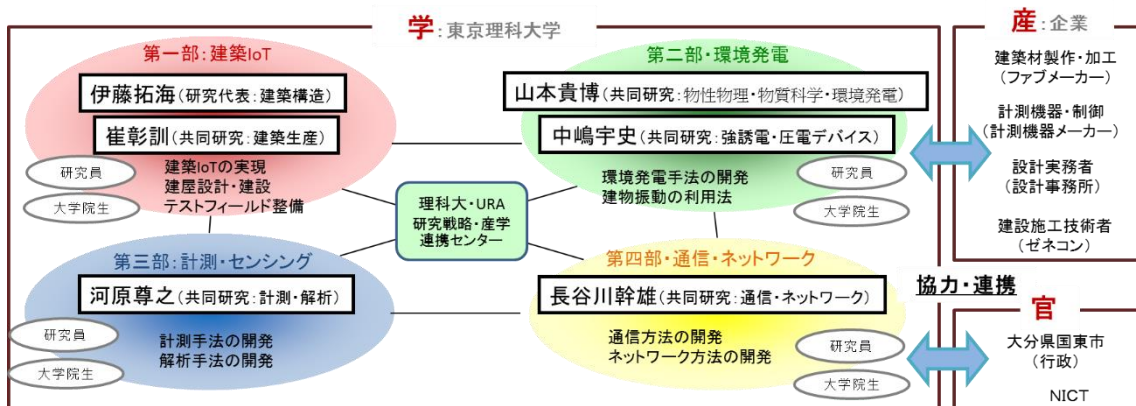 学:東京理科大学
第一部:建築IoT
伊藤拓海(研究代表:建築構造)
崔彰訓(共同研究:建築生産)
研究員
大学院生
建築IoTの実現
建屋設計・建設
テストフィールド整備
第二部・環境発電
山本貴博(共同研究:物性物理・物質科学・環境発電)
中嶋宇史(共同研究:強誘電・圧電デバイス)
環境発電手法の開発
建物振動の利用法
研究員
大学院生
理科大・URA
研究戦略・産学
連携センター
第三部:計測・センシング
河原尊之(共同研究:計測・解析)
研究員
大学院生
計測手法の開発
解析手法の開発
第四部・通信・ネットワーク
長谷川幹雄(共同研究:通信・ネットワーク)
通信方法の開発
ネットワーク方法の開発
研究員
大学院生
産:企業
建築材製作・加工
(ファブメーカー)
計測機器・制御
(計測機器メーカー)
設計実務者
(設計事務所)
建設施工技術者
(ゼネコン)
協力・連携
官
大分県国東市
(行政)
NICT